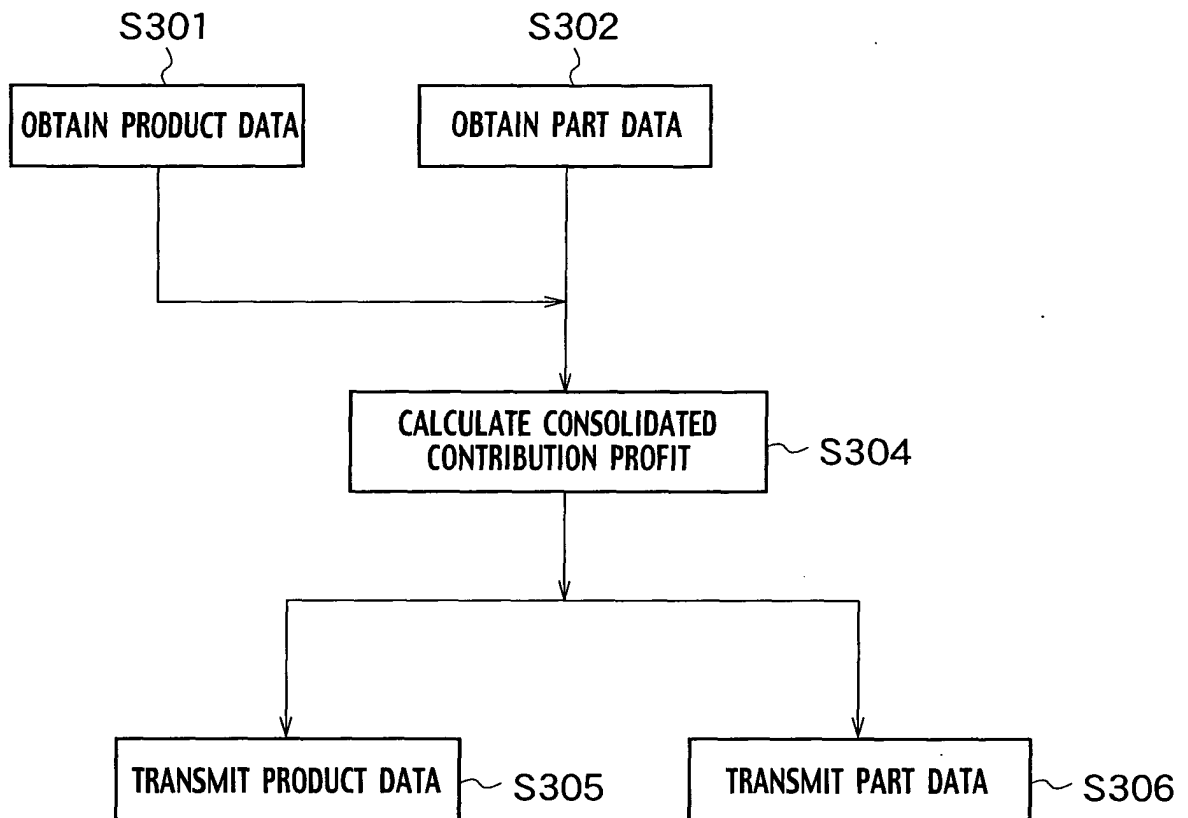 S301
S302
OBTAIN PRODUCT DATA
OBTAIN PART DATA
CALCULATE CONSOLIDATED
CONTRIBUTION PROFIT
S304
TRANSMIT PRODUCT DATA
S305
TRANSMIT PART DATA
S306